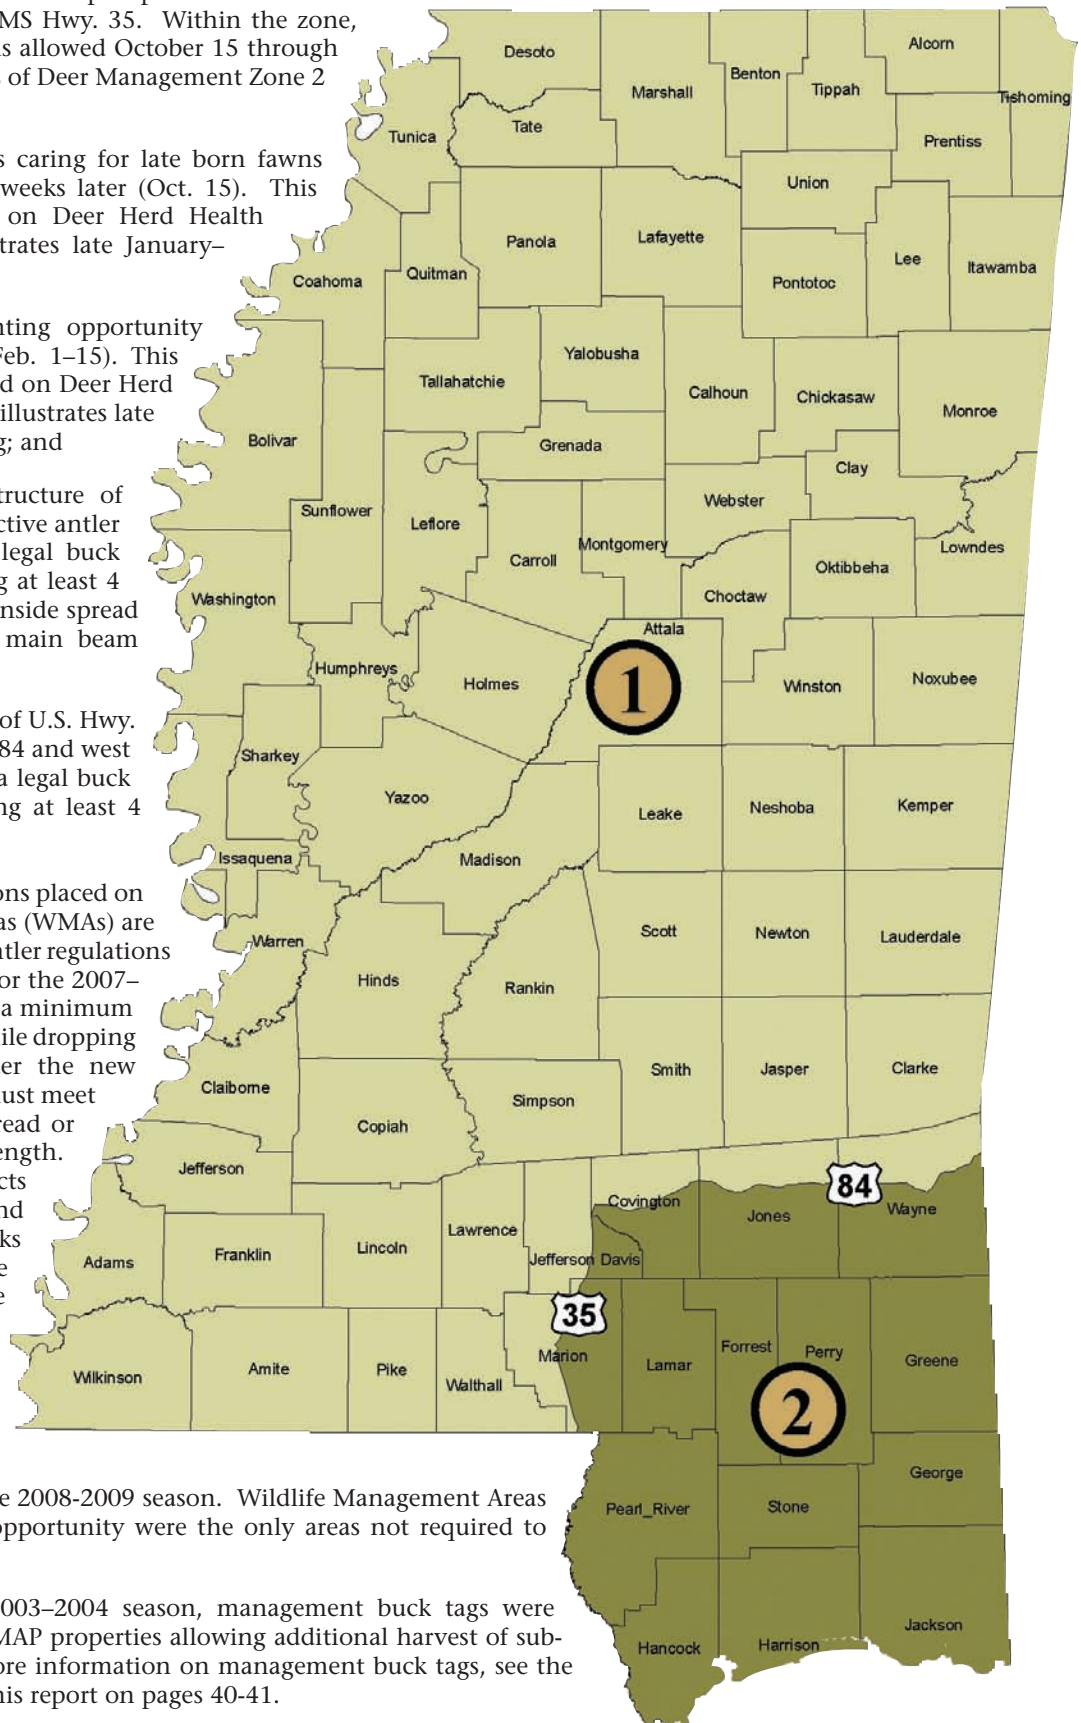 MS Hwy. 35. Within the zone,
is allowed October 15 through
s of Deer Management Zone 2
s caring for late born fawns
weeks later (Oct. 15). This
on Deer Herd Health
trates late January–
nting opportunity
Feb. 1–15). This
d on Deer Herd
illustrates late
g; and
tructure of
ctive antler
legal buck
g at least 4
nside spread
main beam
of U.S. Hwy.
84 and west
a legal buck
ng at least 4
ons placed on
as (WMAs) are
ntler regulations
or the 2007–
a minimum
ile dropping
er the new
ust meet
read or
ength.
cts
nd
ks
e
e
e 2008-2009 season. Wildlife Management Areas
opportunity were the only areas not required to
003–2004 season, management buck tags were
MAP properties allowing additional harvest of sub-
ore information on management buck tags, see the
his report on pages 40-41.
Desoto
Marshall
Benton
Tippah
Alcorn
Tishoming
Tunica
Tate
Prentiss
Union
Panola
Lafayette
Coahoma
Quitman
Pontotoc
Lee
Itawamba
Yalobusha
Tallahatchie
Calhoun
Chickasaw
Monroe
Bolivar
Grenada
Clay
Sunflower
Leflore
Webster
Carroll
Montgomery
Oktibbeha
Lowndes
Washington
Choctaw
Attala
1
Humphreys
Holmes
Winston
Noxubee
Sharkey
Yazoo
Leake
Neshoba
Kemper
Issaquena
Madison
Warren
Scott
Newton
Lauderdale
Hinds
Rankin
Claiborne
Smith
Jasper
Clarke
Simpson
Copiah
Jefferson
84
Covington
Jones
Wayne
Adams
Franklin
Lincoln
Lawrence
Jefferson Davis
35
Wilkinson
Amite
Pike
Walthall
Marion
Lamar
Forrest
Perry
Greene
2
Pearl_River
Stone
George
Hancock
Harrison
Jackson